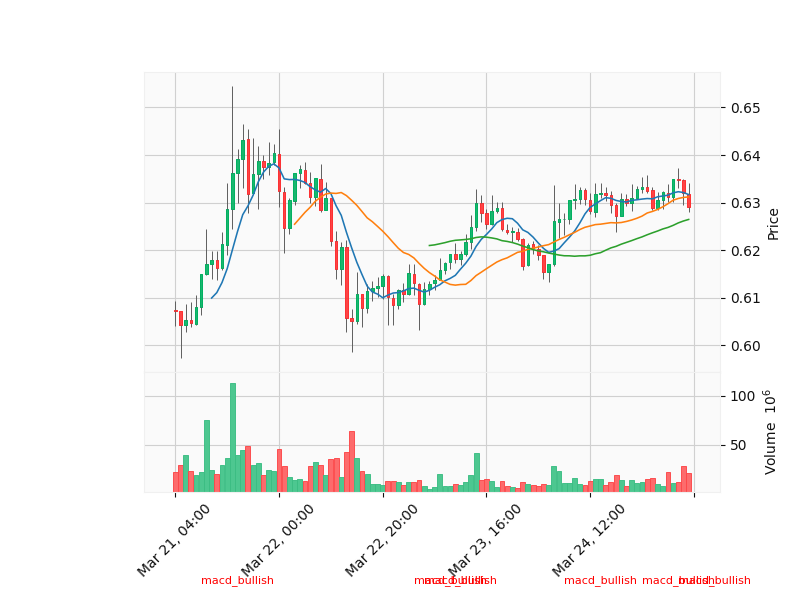 0.65
0.64
0.63
0.62
0.61
0.60
Price
100
50
Volume 10^6
Mar 21, 04:00
Mar 22, 00:00
Mar 22, 20:00
Mar 23, 16:00
Mar 24, 12:00
macd_bullish
macd_bullish
macd_bullish
macd_bullish
macd_bullish
macd_bullish